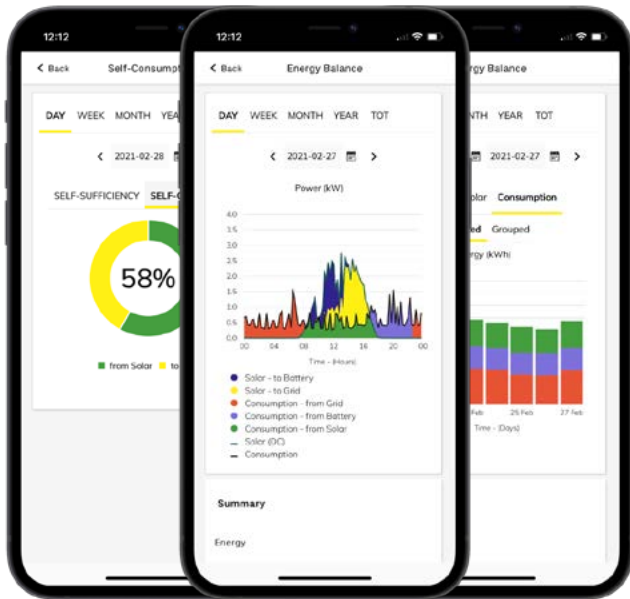 12:12
Back Self-Consumpt
DAY WEEK MONTH YEA
2021-02-28
SELF-SUFFICIENCY SELF-
58%
from Solar to
12:12
Back Energy Balance
DAY WEEK MONTH YEAR TOT
2021-02-27
Power (kW)
4.0
3.5
3.0
2.5
2.0
1.5
1.0
0.5
0.0
00 04 08 12 16 20 00
Time - (Hours)
Solar - to Battery
Solar - to Grid
Consumption - from Grid
Consumption - from Battery
Consumption - from Solar
Solar (DC)
Consumption
Summary
Energy
rgy Balance
NTH YEAR TOT
2021-02-27
olar Consumption
ed Grouped
rgy (kWh)
Feb 25 Feb 27 Feb
Time - (Days)